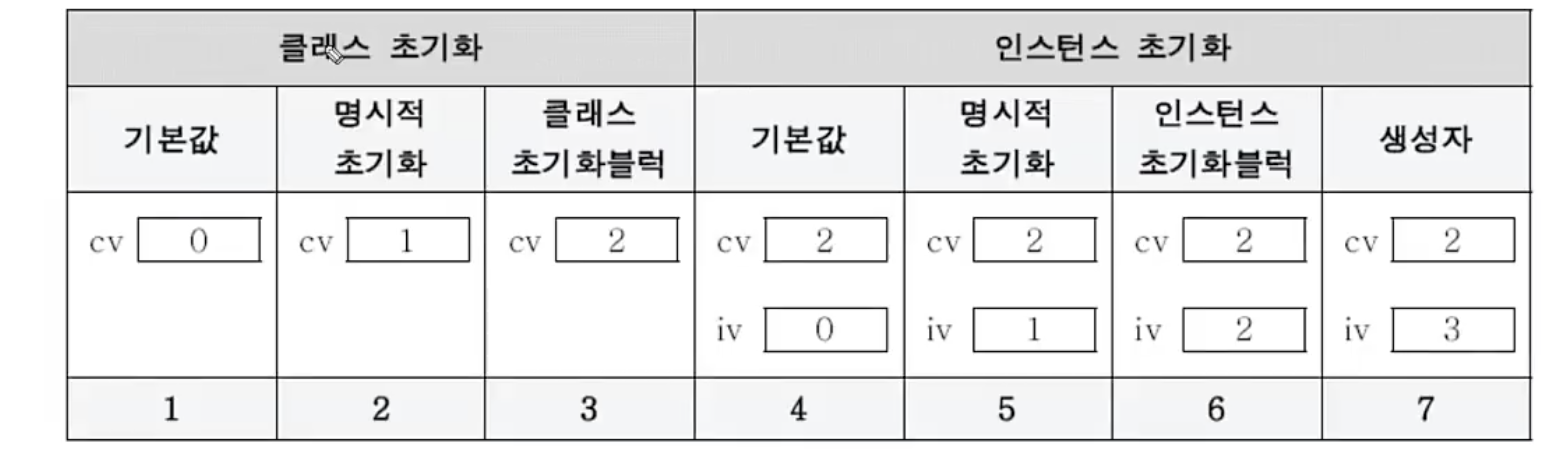 클래스 초기화 인스턴스 초기화
기본값 명시적 초기화 클래스 초기화블럭 기본값 명시적 초기화 인스턴스 초기화블럭 생성자
cv 0 cv 1 cv 2 cv 2 cv 2 cv 2 cv 2
iv 0 iv 1 iv 2 iv 3
1 2 3 4 5 6 7